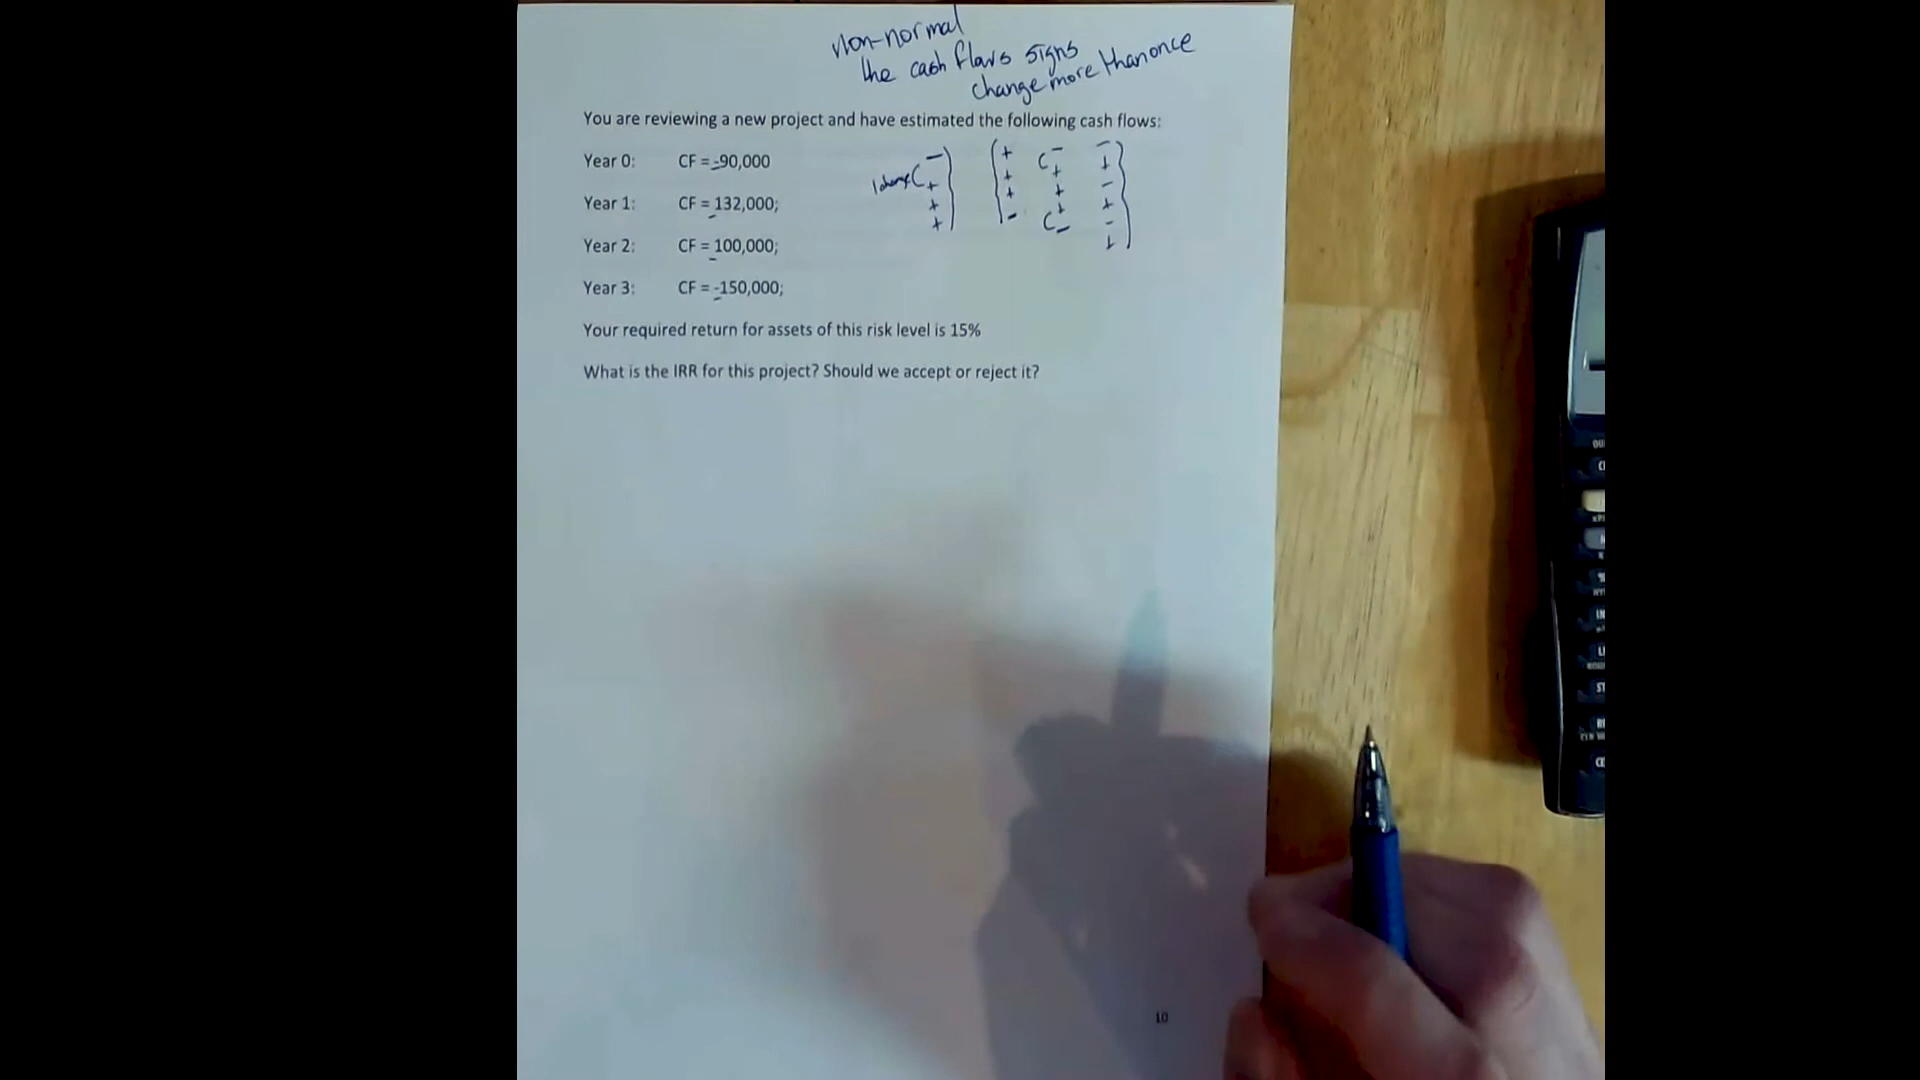 non-normal
the cash flows signs
change more than once
You are reviewing a new project and have estimated the following cash flows:
Year 0: CF = -90,000
Year 1: CF = 132,000;
Year 2: CF = 100,000;
Year 3: CF = -150,000;
1 change
Your required return for assets of this risk level is 15%
What is the IRR for this project? Should we accept or reject it?
10